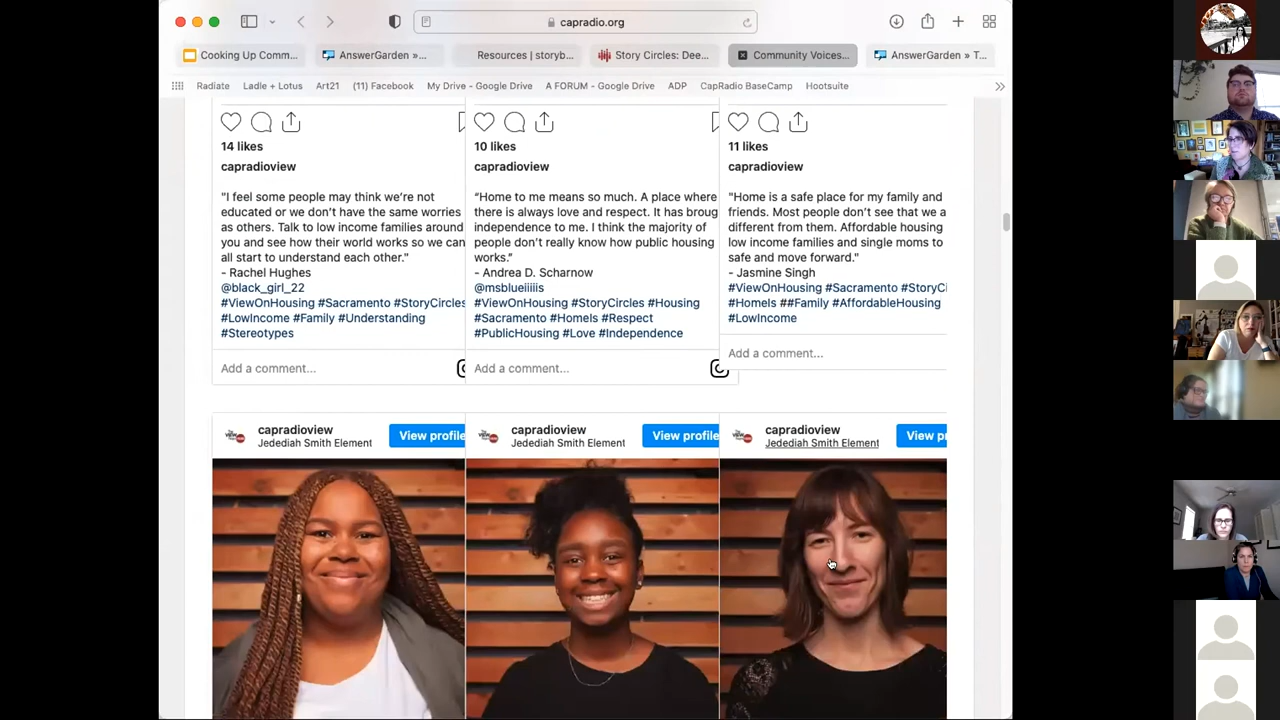 capradio.org
Cooking Up Comm...
AnswerGarden »...
Resources | storyb...
Story Circles: Dee...
Community Voices...
AnswerGarden » T...
Radiate
Ladle + Lotus
Art21
(11) Facebook
My Drive - Google Drive
A FORUM - Google Drive
ADP
CapRadio BaseCamp
Hootsuite
14 likes
capradioview
"I feel some people may think we're not
educated or we don't have the same worries
as others. Talk to low income families around
you and see how their world works so we can
all start to understand each other."
- Rachel Hughes
@black_girl_22
#ViewOnHousing #Sacramento #StoryCircles
#LowIncome #Family #Understanding
#Stereotypes
Add a comment...
10 likes
capradioview
"Home to me means so much. A place where
there is always love and respect. It has broug
independence to me. I think the majority of
people don't really know how public housing
works."
- Andrea D. Scharnow
@msblueiiiiis
#ViewOnHousing #StoryCircles #Housing
#Sacramento #HomeIs #Respect
#PublicHousing #Love #Independence
Add a comment...
11 likes
capradioview
"Home is a safe place for my family and
friends. Most people don't see that we a
different from them. Affordable housing
low income families and single moms to
safe and move forward."
- Jasmine Singh
#ViewOnHousing #Sacramento #StoryCi
#HomeIs ##Family #AffordableHousing
#LowIncome
Add a comment...
capradioview
Jedediah Smith Element
View profile
capradioview
Jedediah Smith Element
View profile
capradioview
Jedediah Smith Element
View pr